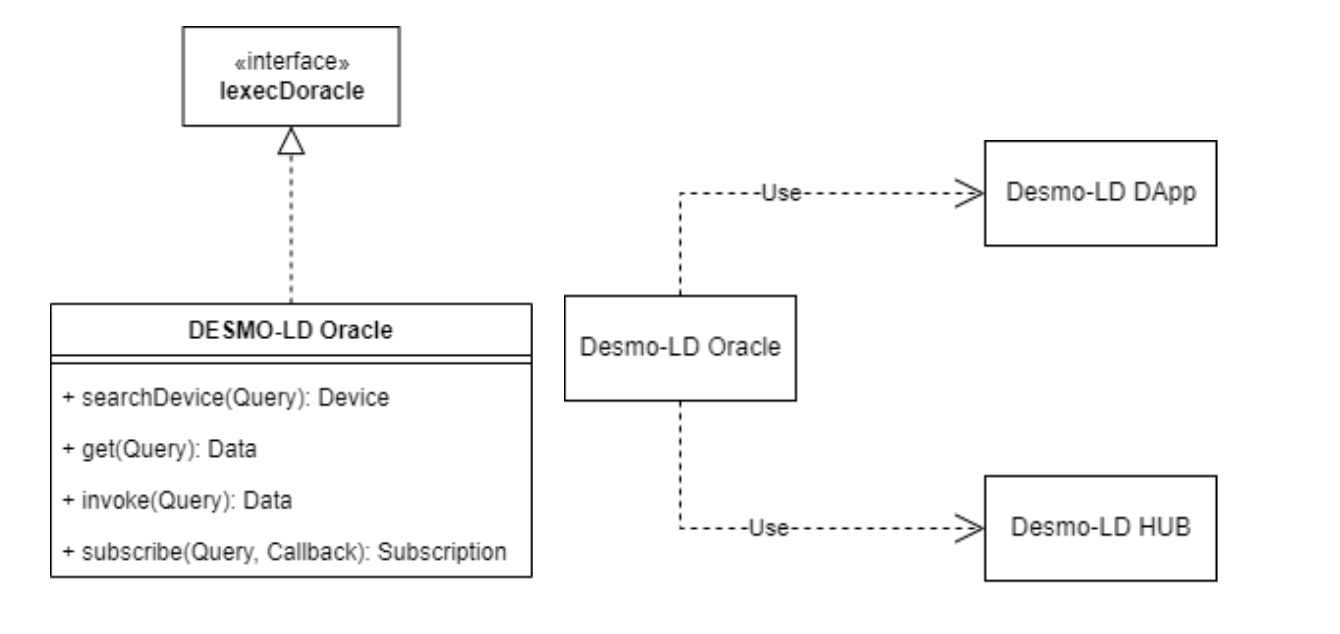 «interface»
IexecDoracle
DESMO-LD Oracle
+ searchDevice(Query): Device
+ get(Query): Data
+ invoke(Query): Data
+ subscribe(Query, Callback): Subscription
Use
Desmo-LD DApp
Desmo-LD Oracle
Use
Desmo-LD HUB